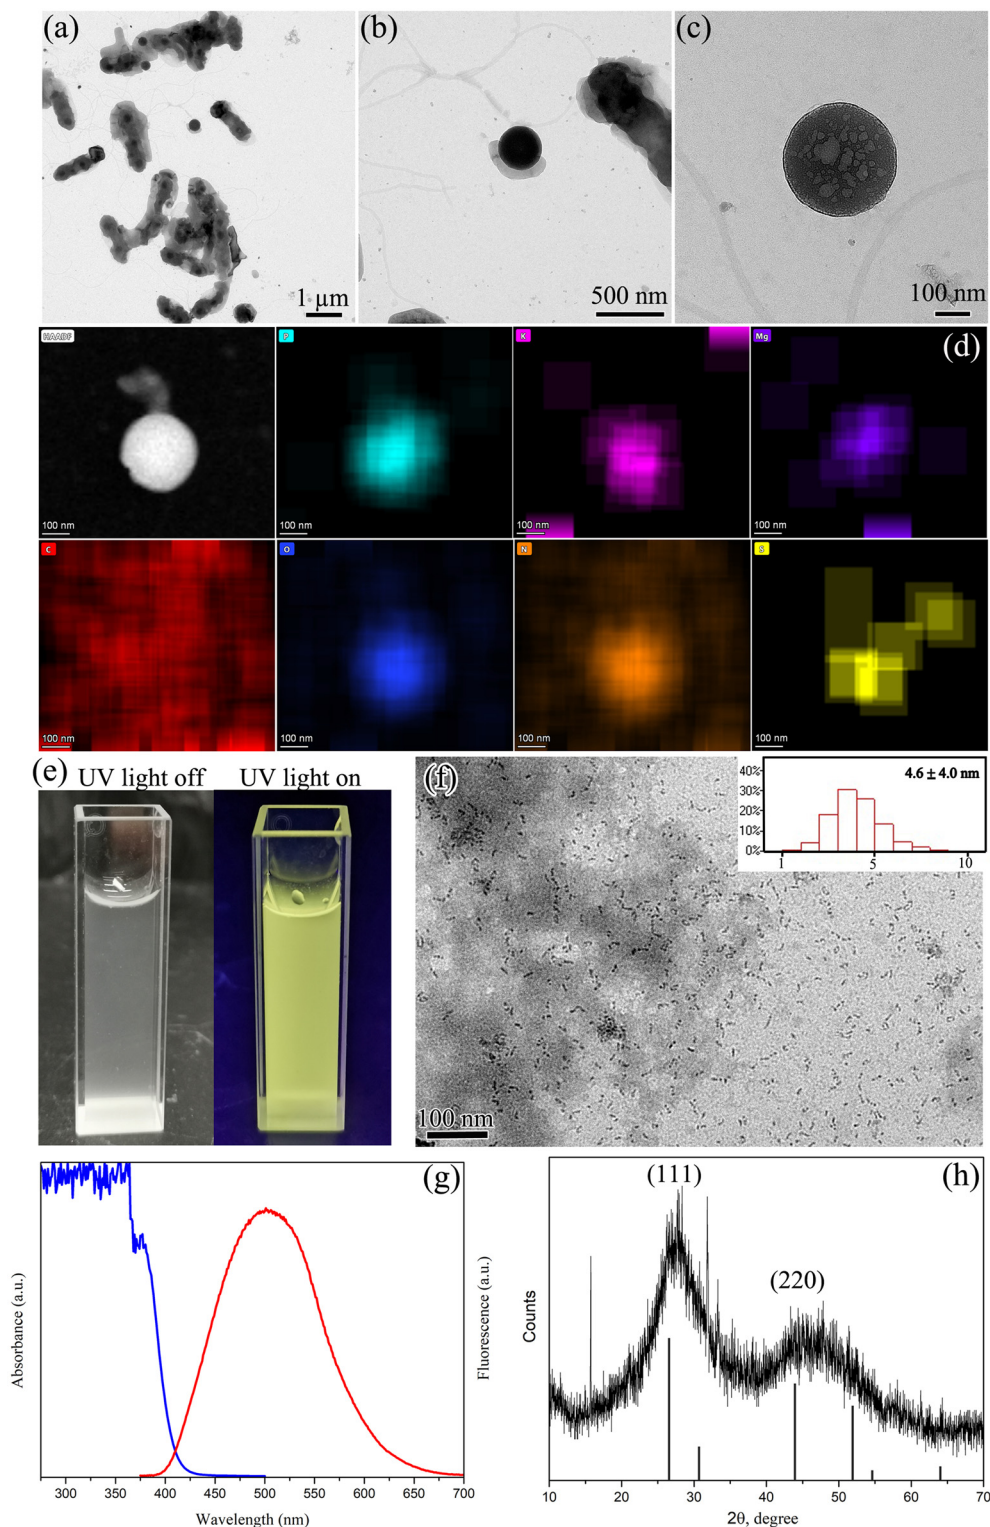 (a)
(b)
(c)
1 µm
500 nm
100 nm
HAADF
P
K
Mg
(d)
100 nm
100 nm
100 nm
100 nm
C
O
N
S
100 nm
100 nm
100 nm
100 nm
(e)
UV light off
UV light on
(f)
100 nm
4.6 ± 4.0 nm
40%
30%
20%
10%
0%
1
5
10
(g)
Absorbance (a.u.)
Fluorescence (a.u.)
300
350
400
450
500
550
600
650
700
Wavelength (nm)
(h)
(111)
(220)
Counts
10
20
30
40
50
60
70
2θ, degree